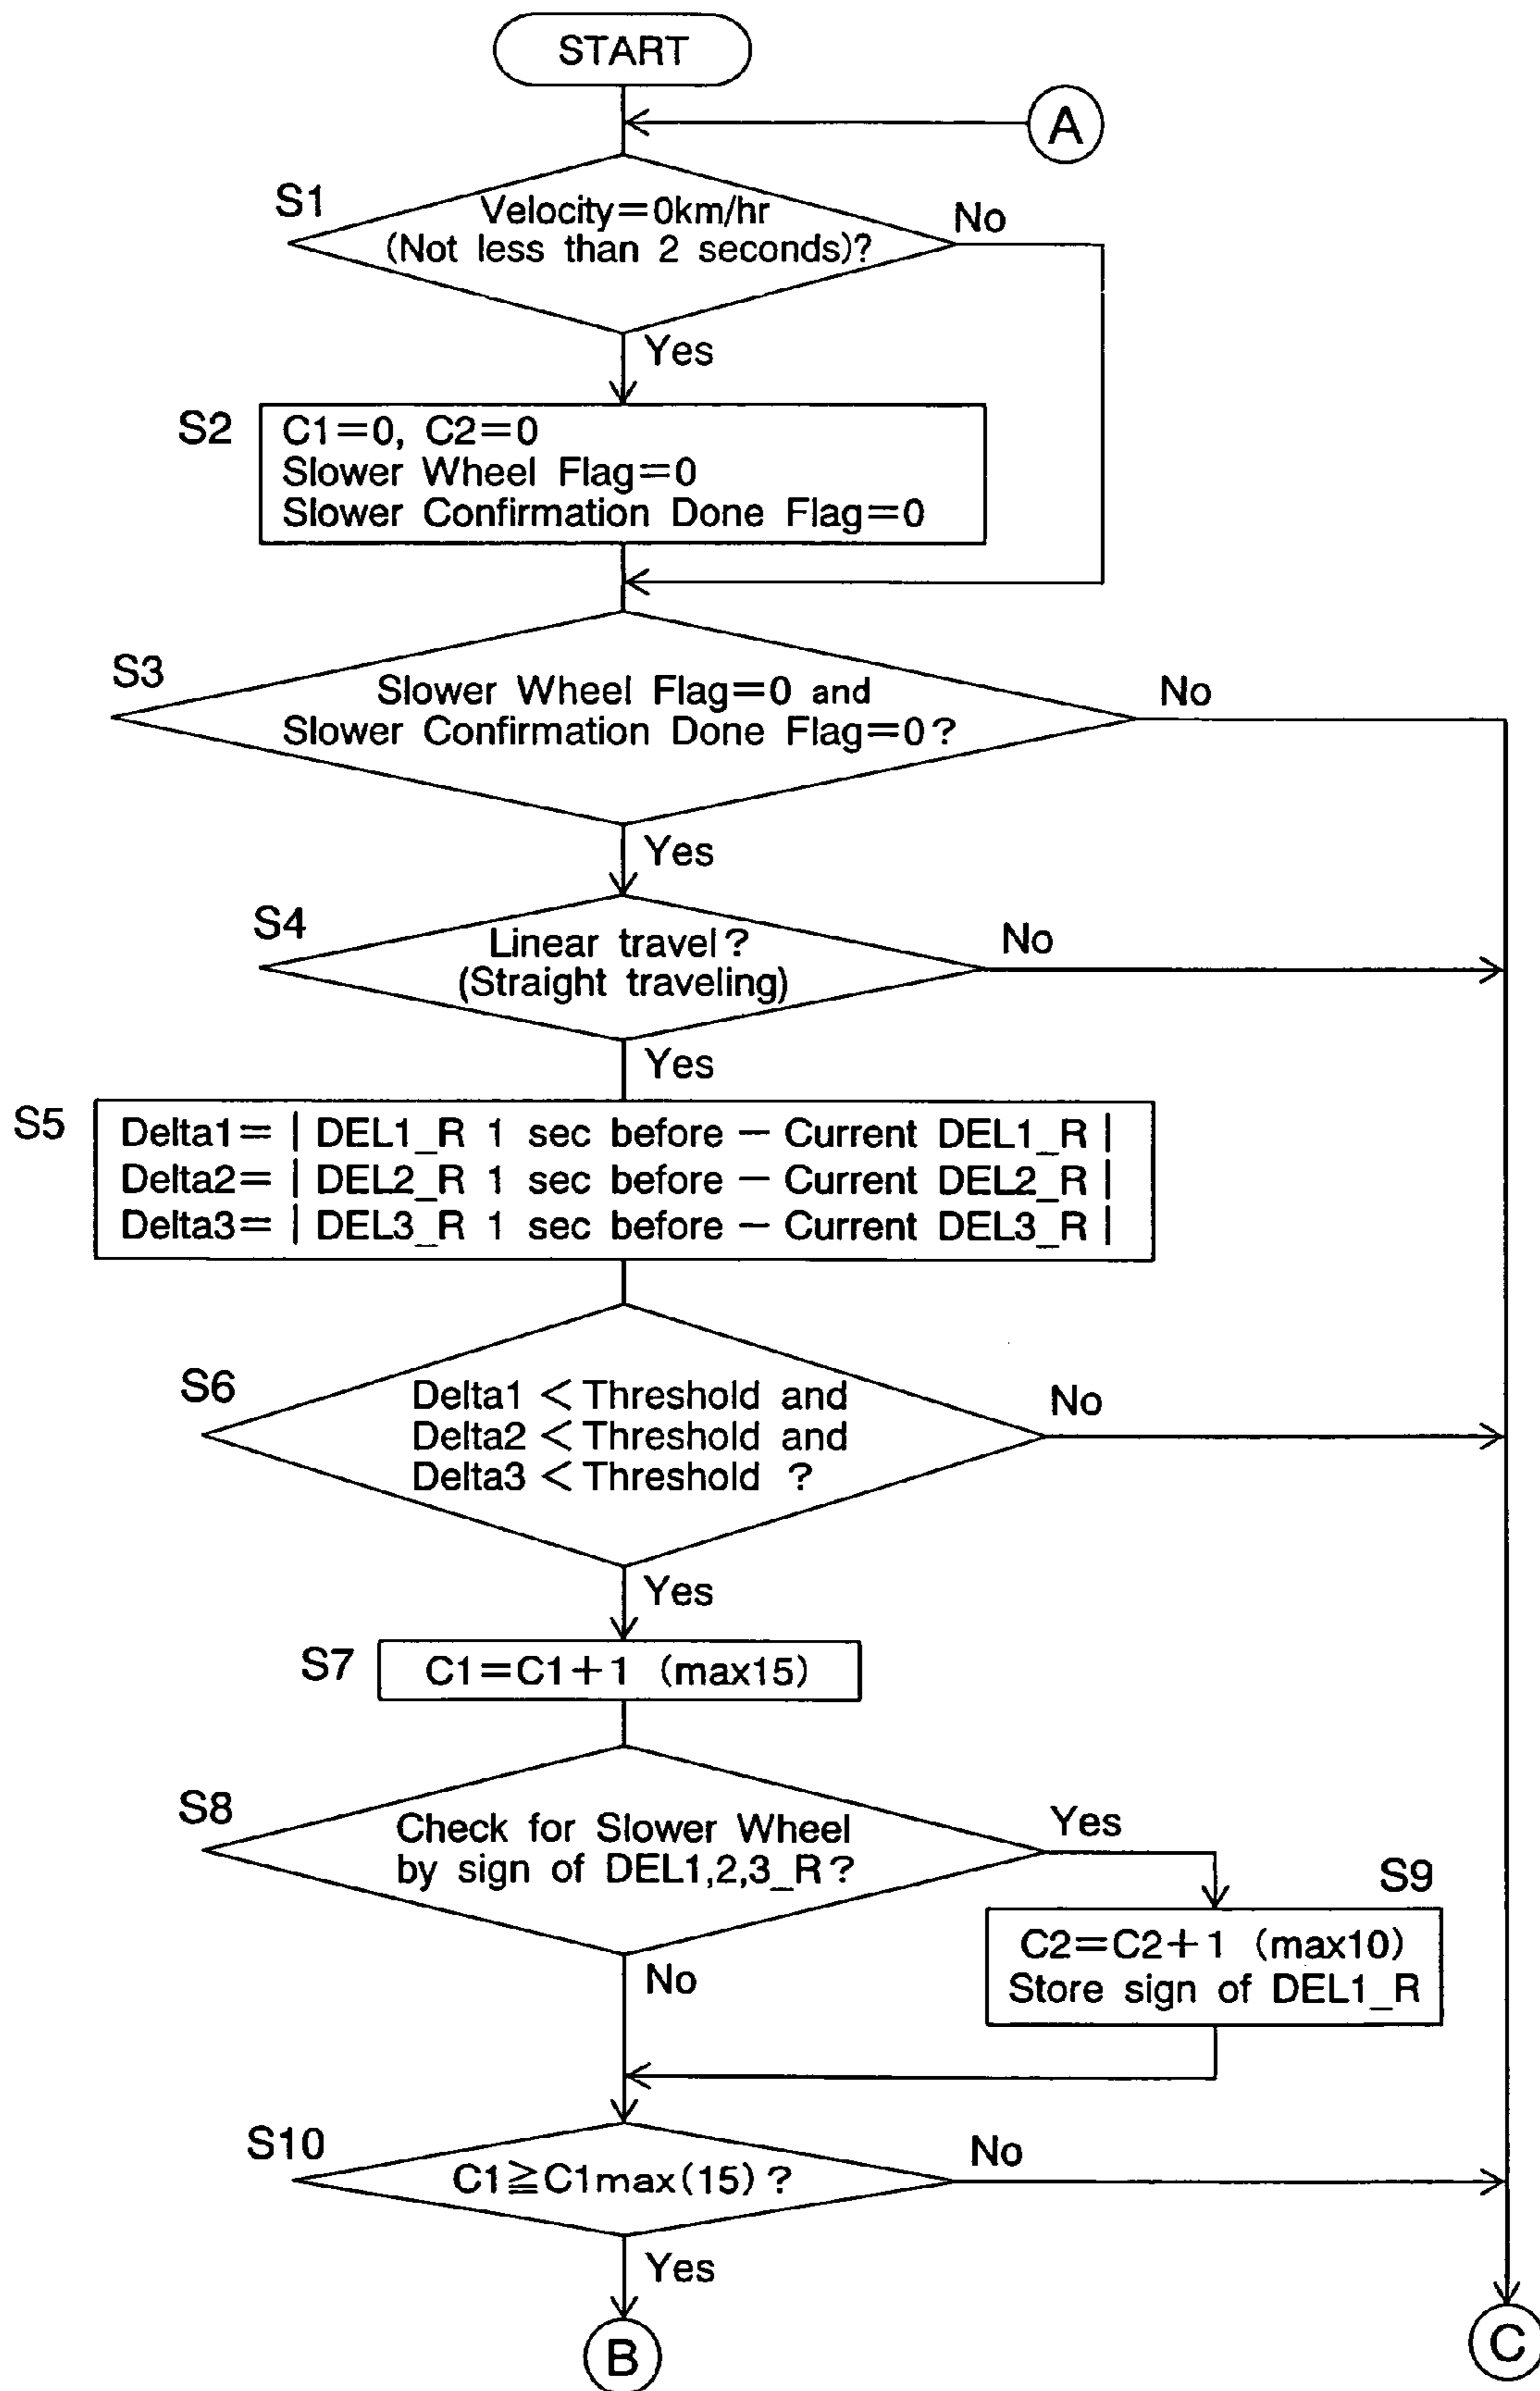 START
A
S1
Velocity=0km/hr
(Not less than 2 seconds)?
No
Yes
S2
C1=0, C2=0
Slower Wheel Flag=0
Slower Confirmation Done Flag=0
S3
Slower Wheel Flag=0 and
Slower Confirmation Done Flag=0?
No
Yes
S4
Linear travel?
(Straight traveling)
No
Yes
S5
Delta1=|DEL1_R 1 sec before - Current DEL1_R|
Delta2=|DEL2_R 1 sec before - Current DEL2_R|
Delta3=|DEL3_R 1 sec before - Current DEL3_R|
S6
Delta1 <Threshold and
Delta2 <Threshold and
Delta3 <Threshold ?
No
Yes
S7
C1=C1+1 (max15)
S8
Check for Slower Wheel
by sign of DEL1,2,3_R?
Yes
No
S9
C2=C2+1 (max10)
Store sign of DEL1_R
S10
C1≧C1max(15)?
No
Yes
B
C